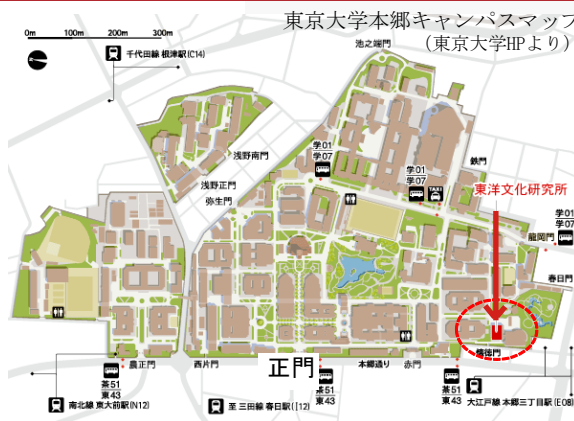 東京大学本郷キャンパスマップ
（東京大学HPより）
0m 100m 200m 300m
千代田線 根津駅(C14)
池之端門
学01
学07
浅野南門
浅野正門
弥生門
学01
学07
TAXI
鉄門
東洋文化研究所
学01
学07
龍岡門
春日門
懐徳門
農正門
西片門
正門
本郷通り
赤門
茶51
東43
茶51
東43
茶51
東43
南北線 東大前駅(N12)
至 三田線 春日駅(I12)
大江戸線 本郷三丁目駅(E08)